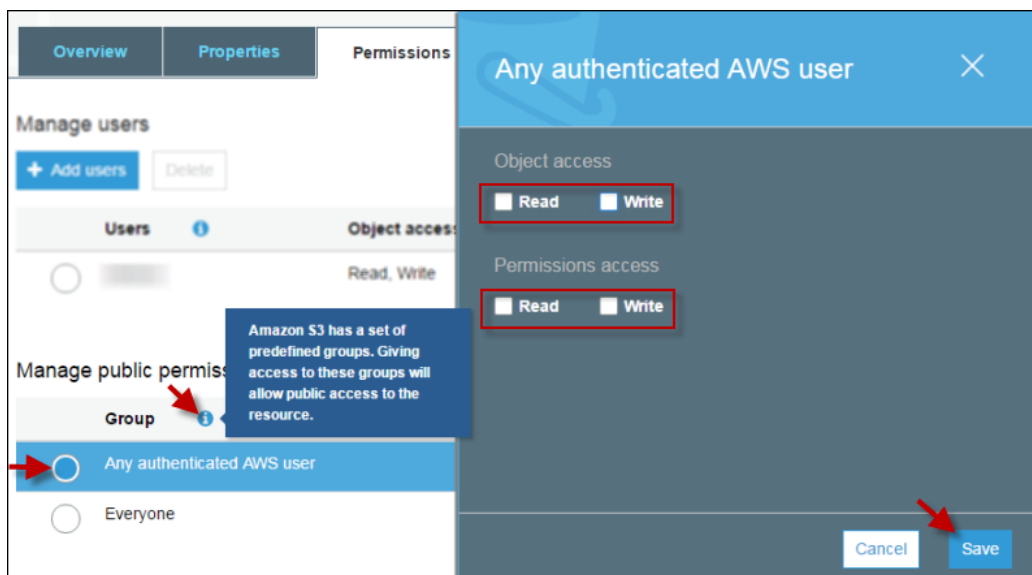 Overview Properties Permissions
Any authenticated AWS user
Manage users
+ Add users Delete
Users Object access
Read, Write
Object access
Read Write
Permissions access
Read Write
Amazon S3 has a set of
predefined groups. Giving
access to these groups will
allow public access to the
resource.
Manage public
Group
Any authenticated AWS user
Everyone
Cancel Save